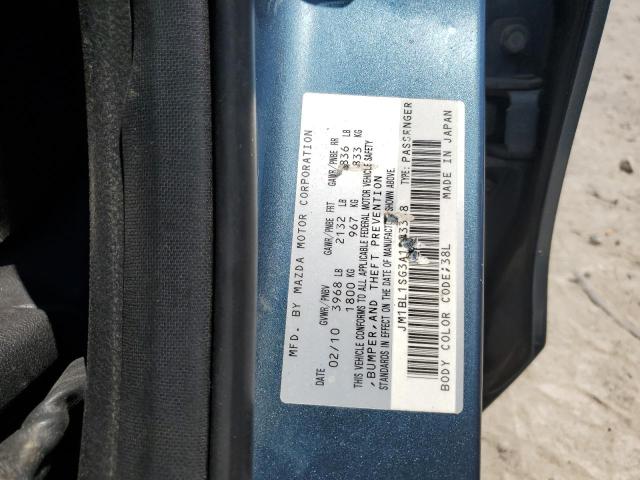 MFD. BY MAZDA MOTOR CORPORATION
DATE GVWR/PNBV GAWR/PNBE FRT GAWR/PNBE RR
02/10 3968 LB 2132 LB 1836 LB
1800 KG 967 KG 833 KG
THIS VEHICLE CONFORMS TO ALL APPLICABLE FEDERAL MOTOR VEHICLE SAFETY
,BUMPER,AND THEFT PREVENTION
STANDARDS IN EFFECT ON THE DATE OF MANUFACTURE SHOWN ABOVE.
TYPE: PASSENGER
BODY COLOR CODE:38L MADE IN JAPAN